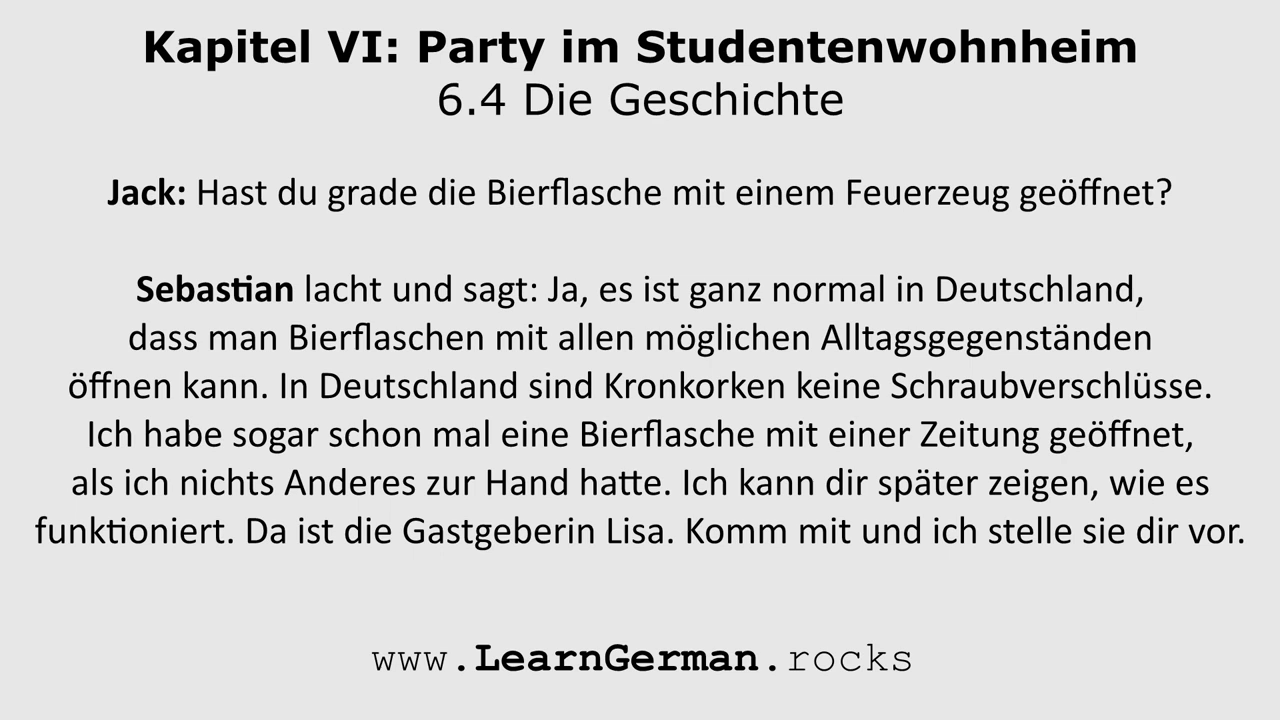 Kapitel VI: Party im Studentenwohnheim
6.4 Die Geschichte
Jack: Hast du grade die Bierflasche mit einem Feuerzeug geöffnet?
Sebastian lacht und sagt: Ja, es ist ganz normal in Deutschland,
dass man Bierflaschen mit allen möglichen Alltagsgegenständen
öffnen kann. In Deutschland sind Kronkorken keine Schraubverschlüsse.
Ich habe sogar schon mal eine Bierflasche mit einer Zeitung geöffnet,
als ich nichts Anderes zur Hand hatte. Ich kann dir später zeigen, wie es
funktioniert. Da ist die Gastgeberin Lisa. Komm mit und ich stelle sie dir vor.
www.LearnGerman.rocks